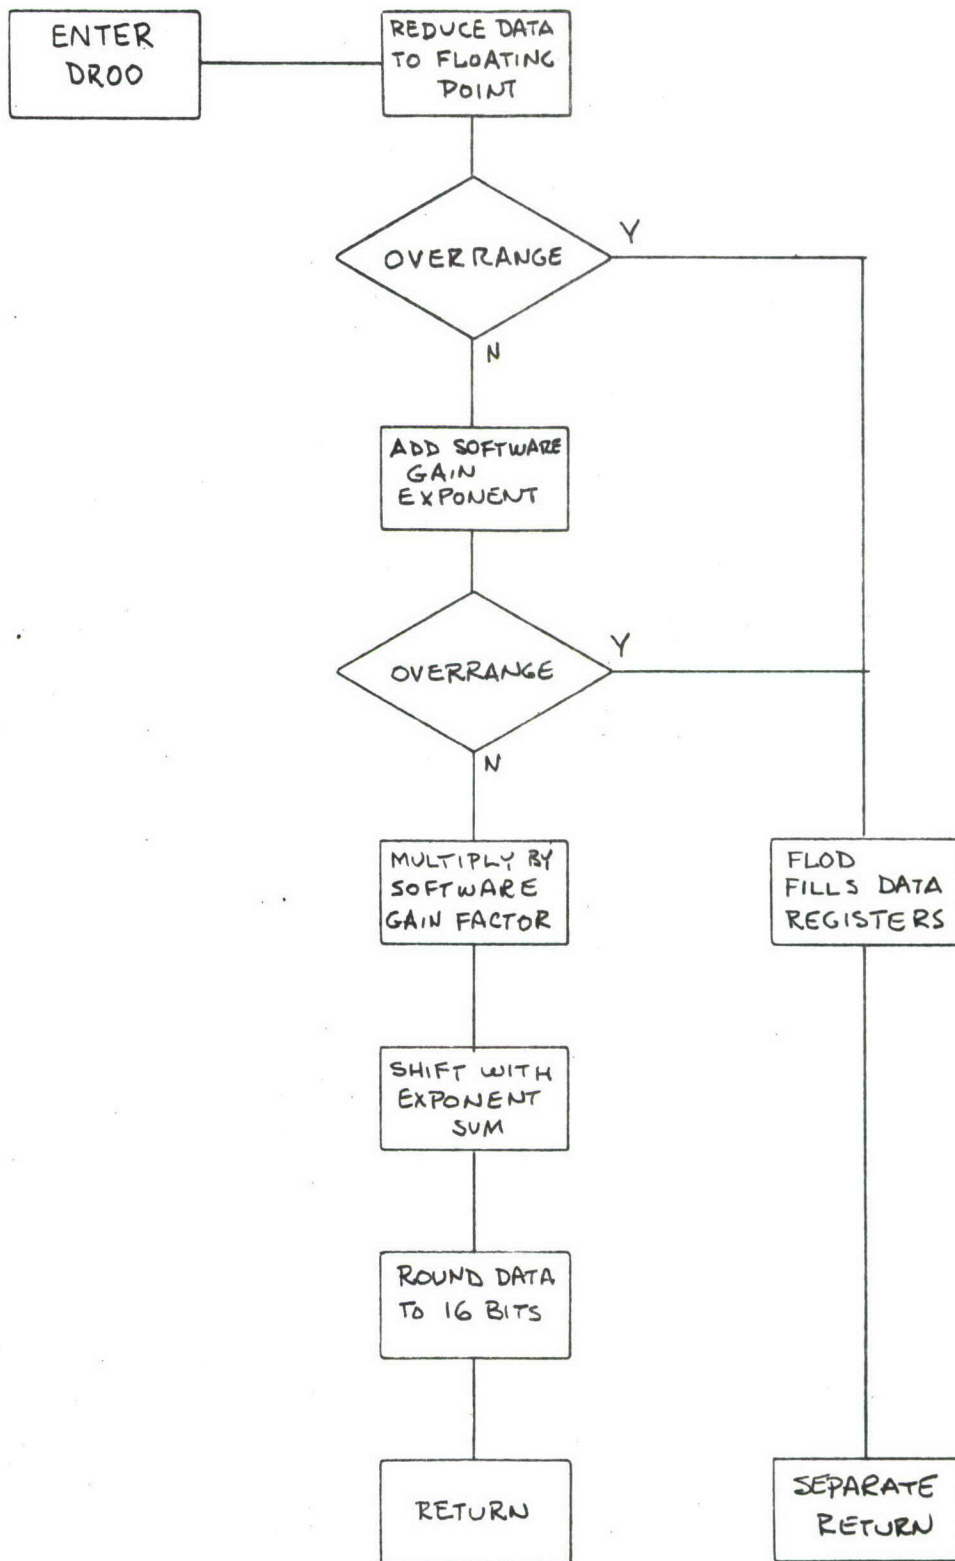 ENTER
DROO
REDUCE DATA
TO FLOATING
POINT
OVERRANGE
Y
N
ADD SOFTWARE
GAIN
EXPONENT
OVERRANGE
Y
N
MULTIPLY BY
SOFTWARE
GAIN FACTOR
FLOD
FILLS DATA
REGISTERS
SHIFT WITH
EXPONENT
SUM
ROUND DATA
TO 16 BITS
RETURN
SEPARATE
RETURN